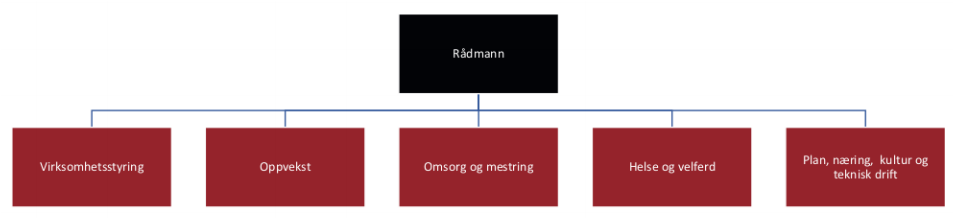 Rådmann
Virksomhetsstyring
Oppvekst
Omsorg og mestring
Helse og velferd
Plan, næring, kultur og
teknisk drift